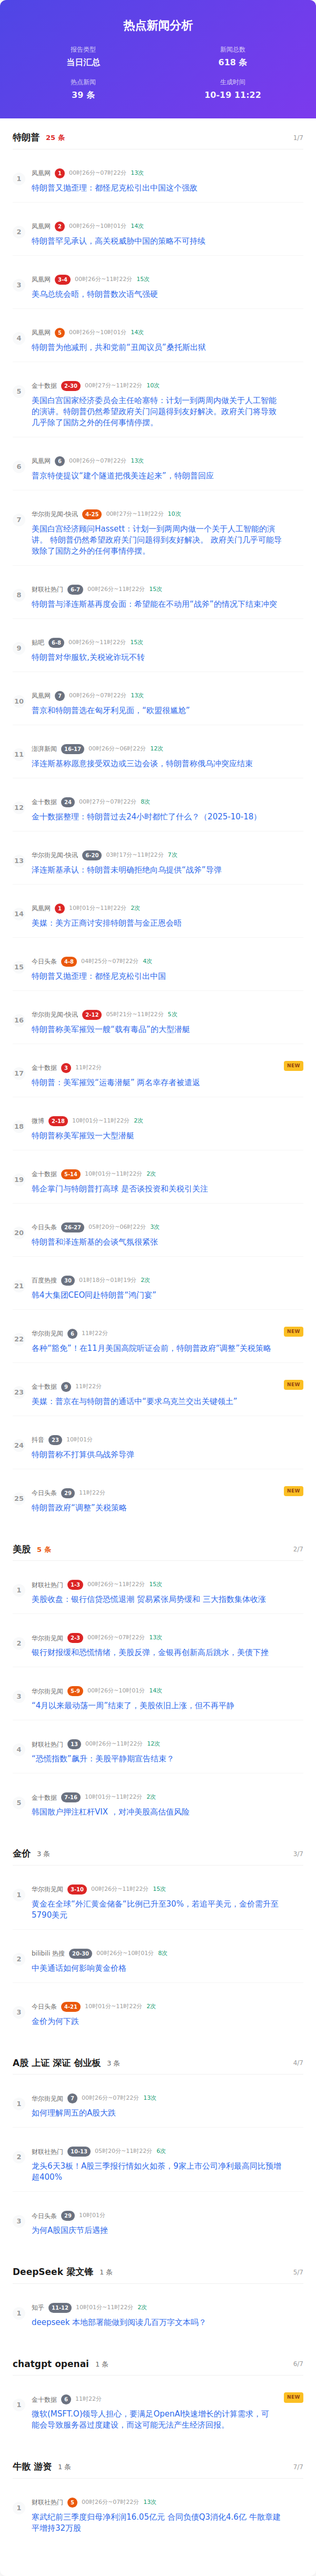 热点新闻分析
报告类型
当日汇总
新闻总数
618 条
热点新闻
39 条
生成时间
10-19 11:22
特朗普 25 条 1/7
1 凤凰网 1 00时26分~07时22分 13次
特朗普又抛歪理：都怪尼克松引出中国这个强敌
2 凤凰网 2 00时26分~10时01分 14次
特朗普罕见承认，高关税威胁中国的策略不可持续
3 凤凰网 3-4 00时26分~11时22分 15次
美乌总统会晤，特朗普数次语气强硬
4 凤凰网 5 00时26分~10时01分 14次
特朗普为他减刑，共和党前“丑闻议员”桑托斯出狱
5 金十数据 2-30 00时27分~11时22分 10次
美国白宫国家经济委员会主任哈塞特：计划一到两周内做关于人工智能
的演讲。特朗普仍然希望政府关门问题得到友好解决。政府关门将导致
几乎除了国防之外的任何事情停摆。
6 凤凰网 6 00时26分~07时22分 13次
普京特使提议“建个隧道把俄美连起来”，特朗普回应
7 华尔街见闻-快讯 4-25 00时27分~11时22分 10次
美国白宫经济顾问Hassett：计划一到两周内做一个关于人工智能的演
讲。 特朗普仍然希望政府关门问题得到友好解决。 政府关门几乎可能导
致除了国防之外的任何事情停摆。
8 财联社热门 6-7 00时26分~11时22分 15次
特朗普与泽连斯基再度会面：希望能在不动用“战斧”的情况下结束冲突
9 贴吧 6-8 00时26分~11时22分 15次
特朗普对华服软,关税讹诈玩不转
10 凤凰网 7 00时26分~07时22分 13次
普京和特朗普选在匈牙利见面，“欧盟很尴尬”
11 澎湃新闻 16-17 00时26分~06时22分 12次
泽连斯基称愿意接受双边或三边会谈，特朗普称俄乌冲突应结束
12 金十数据 24 00时27分~07时22分 8次
金十数据整理：特朗普过去24小时都忙了什么？（2025-10-18）
13 华尔街见闻-快讯 6-20 03时17分~11时22分 7次
泽连斯基承认：特朗普未明确拒绝向乌提供“战斧”导弹
14 凤凰网 1 10时01分~11时22分 2次
美媒：美方正商讨安排特朗普与金正恩会晤
15 今日头条 4-8 04时25分~07时22分 4次
特朗普又抛歪理：都怪尼克松引出中国
16 华尔街见闻-快讯 2-12 05时21分~11时22分 5次
特朗普称美军摧毁一艘“载有毒品”的大型潜艇
17 金十数据 3 11时22分 NEW
特朗普：美军摧毁“运毒潜艇” 两名幸存者被遣返
18 微博 2-18 10时01分~11时22分 2次
特朗普称美军摧毁一大型潜艇
19 金十数据 5-14 10时01分~11时22分 2次
韩企掌门与特朗普打高球 是否谈投资和关税引关注
20 今日头条 26-27 05时20分~06时22分 3次
特朗普和泽连斯基的会谈气氛很紧张
21 百度热搜 30 01时18分~01时19分 2次
韩4大集团CEO同赴特朗普“鸿门宴”
22 华尔街见闻 6 11时22分 NEW
各种“豁免”！在11月美国高院听证会前，特朗普政府“调整”关税策略
23 金十数据 9 11时22分 NEW
美媒：普京在与特朗普的通话中“要求乌克兰交出关键领土”
24 抖音 23 10时01分
特朗普称不打算供乌战斧导弹
25 今日头条 29 11时22分 NEW
特朗普政府“调整”关税策略
美股 5 条 2/7
1 财联社热门 1-3 00时26分~11时22分 15次
美股收盘：银行信贷恐慌退潮 贸易紧张局势缓和 三大指数集体收涨
2 华尔街见闻 2-3 00时26分~07时22分 13次
银行财报缓和恐慌情绪，美股反弹，金银再创新高后跳水，美债下挫
3 华尔街见闻 5-9 00时26分~10时01分 14次
“4月以来最动荡一周”结束了，美股依旧上涨，但不再平静
4 财联社热门 13 00时26分~11时22分 12次
“恐慌指数”飙升：美股平静期宣告结束？
5 金十数据 7-16 10时01分~11时22分 2次
韩国散户押注杠杆VIX ，对冲美股高估值风险
金价 3 条 3/7
1 华尔街见闻 3-10 00时26分~11时22分 15次
黄金在全球“外汇黄金储备”比例已升至30%，若追平美元，金价需升至
5790美元
2 bilibili 热搜 20-30 00时26分~10时01分 8次
中美通话如何影响黄金价格
3 今日头条 4-21 10时01分~11时22分 2次
金价为何下跌
A股 上证 深证 创业板 3 条 4/7
1 华尔街见闻 7 00时26分~07时22分 13次
如何理解周五的A股大跌
2 财联社热门 10-13 05时20分~11时22分 6次
龙头6天3板！A股三季报行情如火如荼，9家上市公司净利最高同比预增
超400%
3 今日头条 29 10时01分
为何A股国庆节后遇挫
DeepSeek 梁文锋 1 条 5/7
1 知乎 11-12 10时01分~11时22分 2次
deepseek 本地部署能做到阅读几百万字文本吗？
chatgpt openai 1 条 6/7
1 金十数据 6 11时22分 NEW
微软(MSFT.O)领导人担心，要满足OpenAI快速增长的计算需求，可
能会导致服务器过度建设，而这可能无法产生经济回报。
牛散 游资 1 条 7/7
1 财联社热门 5 00时26分~07时22分 13次
寒武纪前三季度归母净利润16.05亿元 合同负债Q3消化4.6亿 牛散章建
平增持32万股